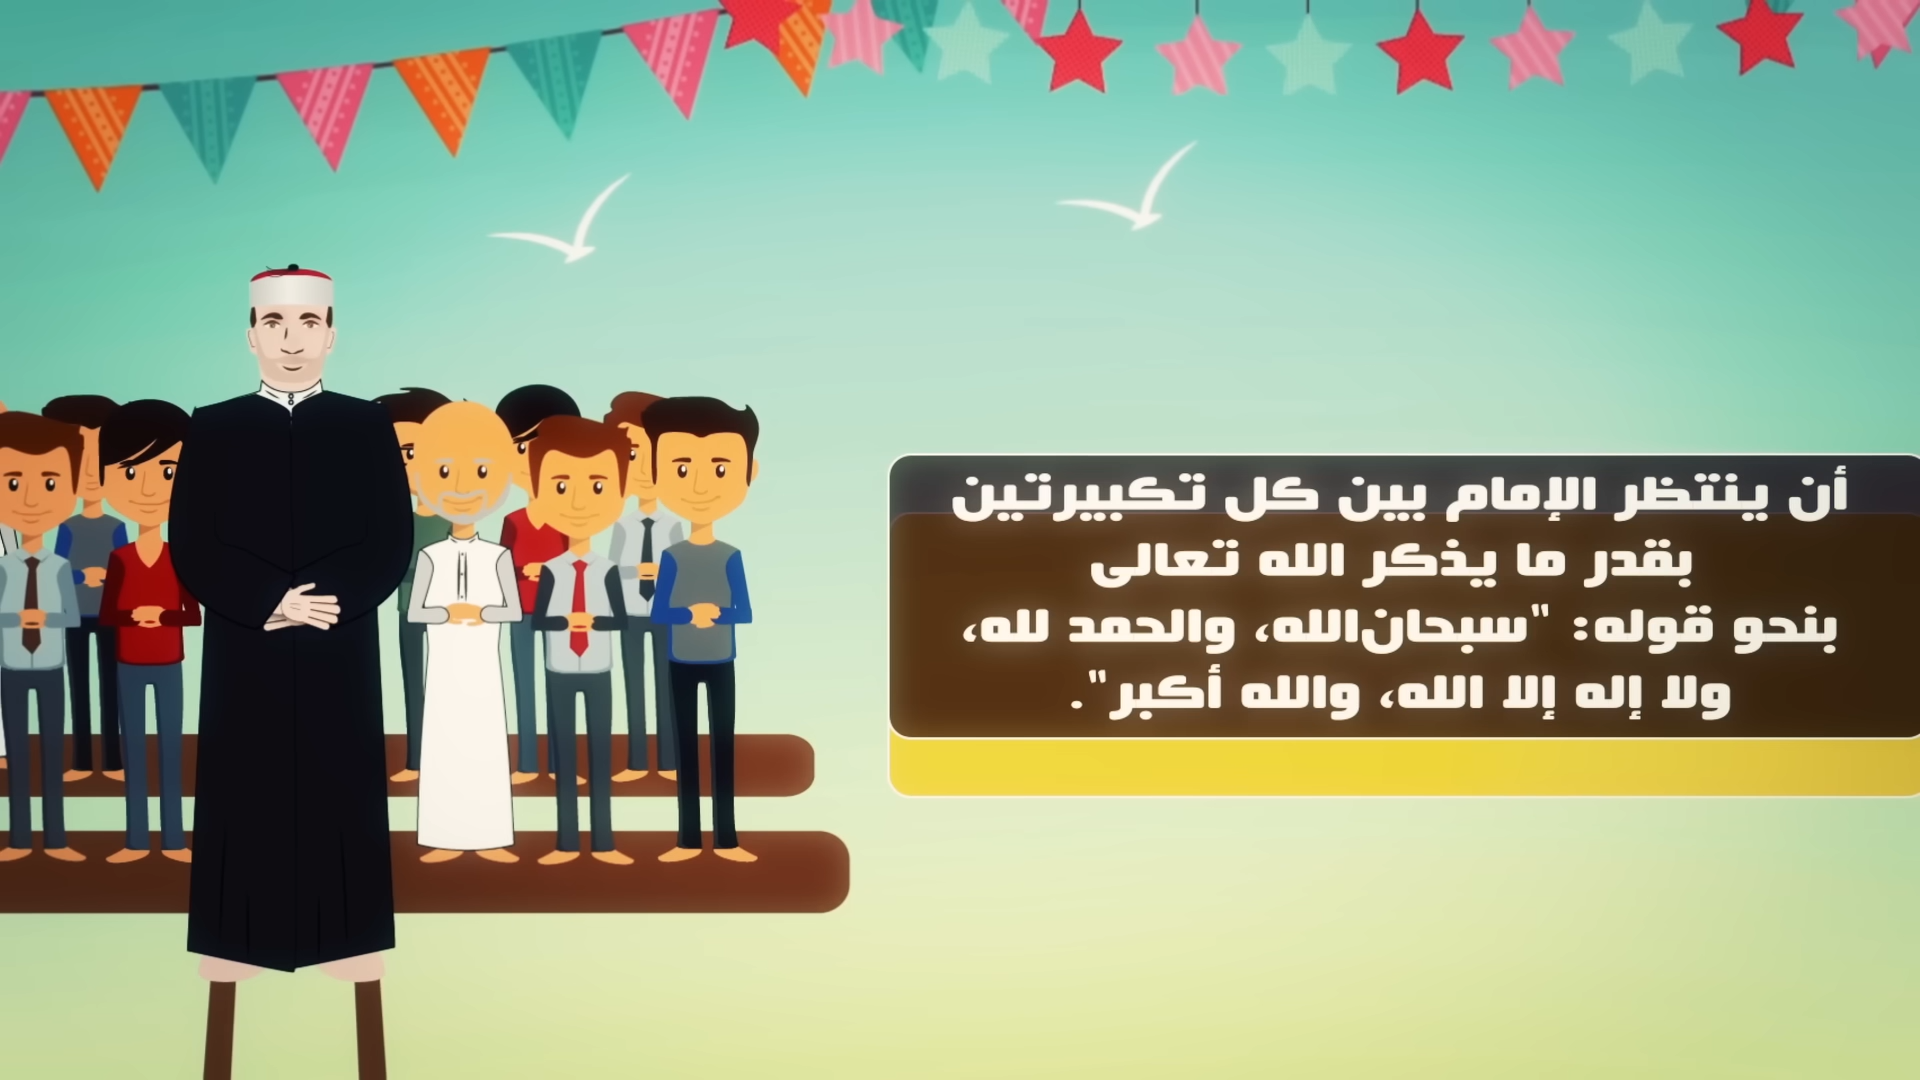 أن ينتظر الإمام بين كل تكبيرتين
بقدر ما يذكر الله تعالى
بنحو قوله: "سبحان‌الله، والحمد لله،
ولا إله إلا الله، والله أكبر".